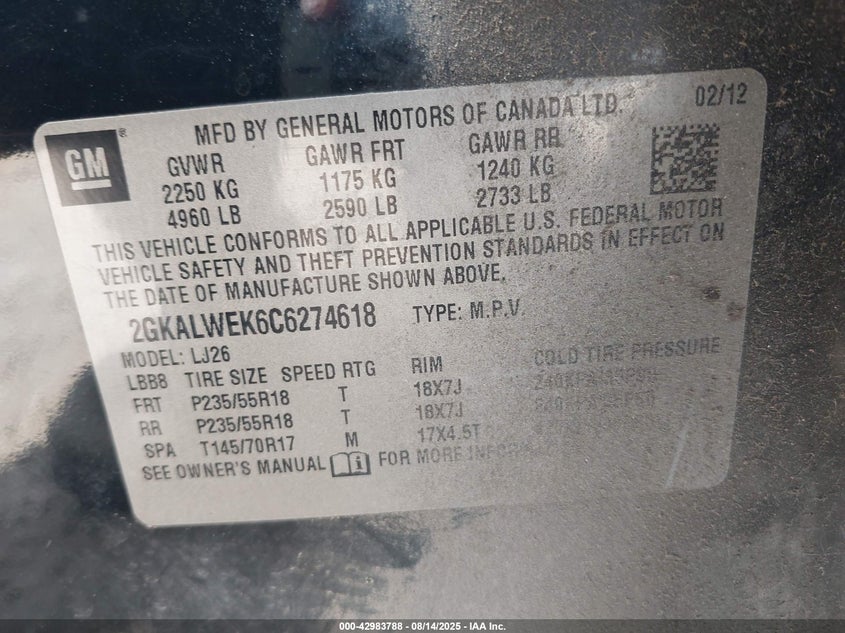 GM
®
MFD BY GENERAL MOTORS OF CANADA LTD. 02/12
GVWR GAWR FRT GAWR RR
2250 KG 1175 KG 1240 KG
4960 LB 2590 LB 2733 LB
THIS VEHICLE CONFORMS TO ALL APPLICABLE U.S. FEDERAL MOTOR
VEHICLE SAFETY AND THEFT PREVENTION STANDARDS IN EFFECT ON
THE DATE OF MANUFACTURE SHOWN ABOVE.
2GKALWEK6C6274618 TYPE: M.P.V.
MODEL: LJ26
LBB8 TIRE SIZE SPEED RTG RIM COLD TIRE PRESSURE
FRT P235/55R18 T 18X7J
RR P235/55R18 T 18X7J
SPA T145/70R17 M 17X4.5T
SEE OWNER'S MANUAL FOR MORE
000-42983788 - 08/14/2025 - IAA Inc.